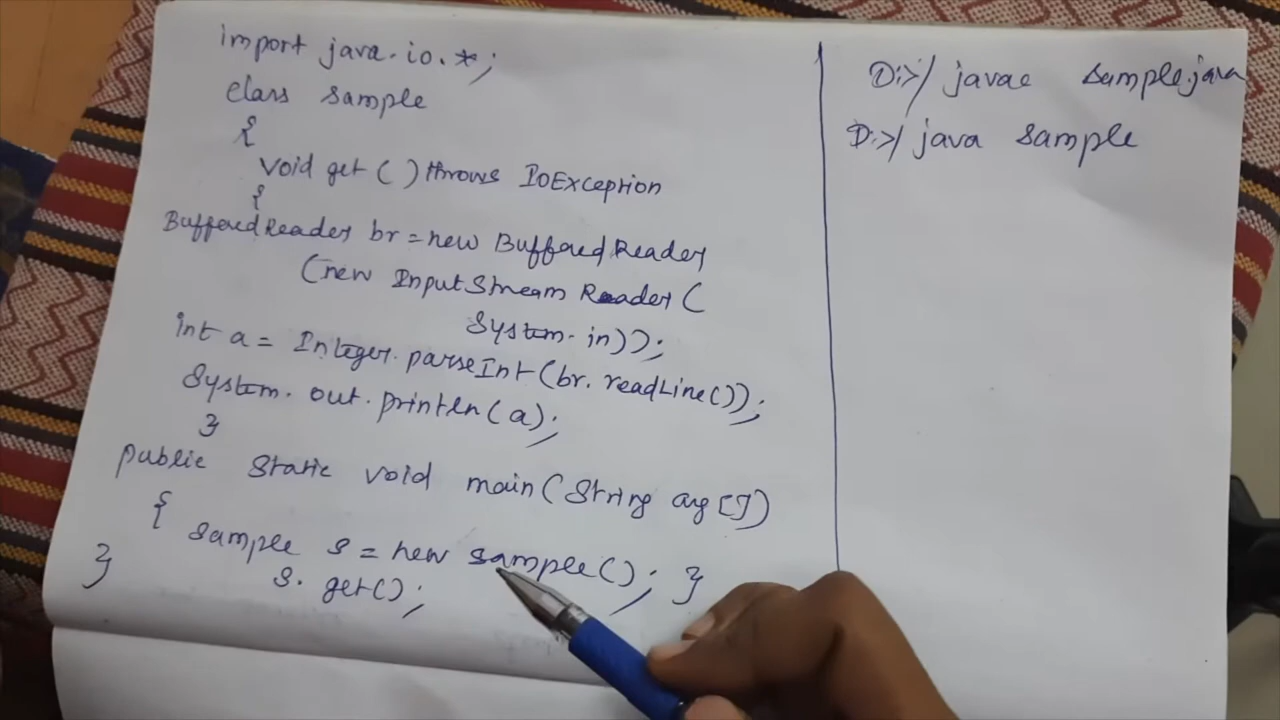 import java.io.*;
class sample
{
void get ( ) throws IOException
{
BufferedReader br = new BufferedReader
(new InputStream Reader (
System. in));
int a = Integer. parseInt (br. readLine());
System. out. println (a);
}
public static void main (String arg [])
{
sample s = new sample(); }
s. get();
}
D:>/ javac sample.java
D:>/ java sample